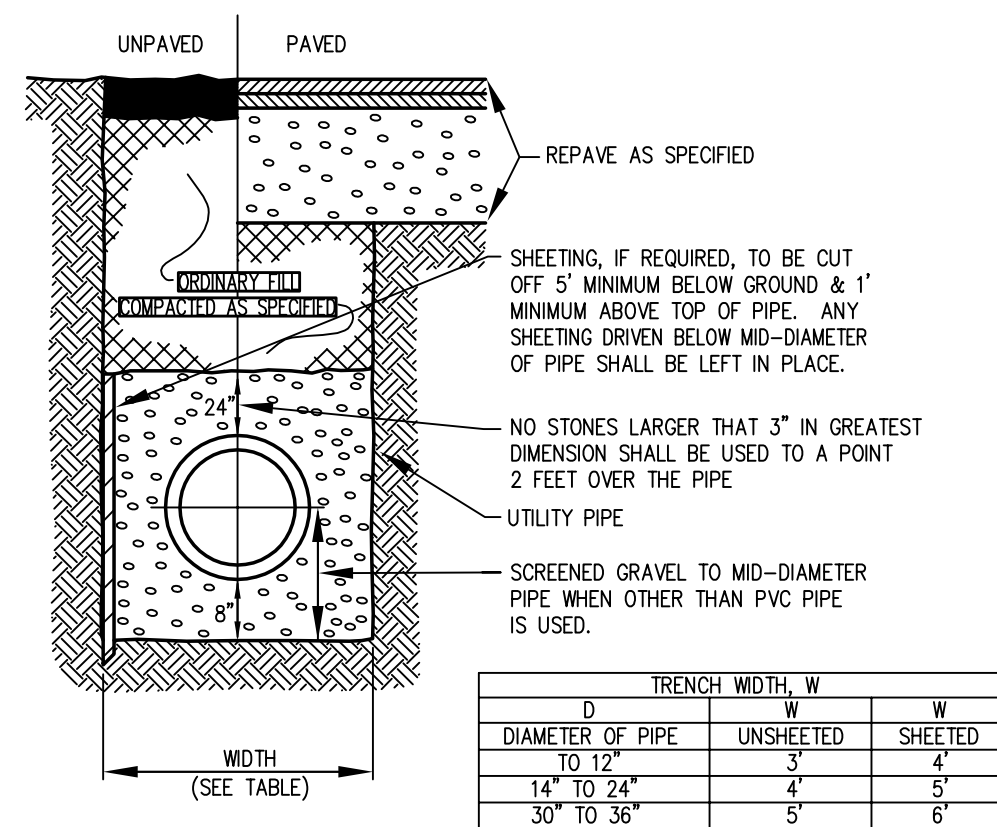 UNPAVED PAVED
REPAVE AS SPECIFIED
SHEETING, IF REQUIRED, TO BE CUT
OFF 5' MINIMUM BELOW GROUND & 1'
MINIMUM ABOVE TOP OF PIPE. ANY
SHEETING DRIVEN BELOW MID-DIAMETER
OF PIPE SHALL BE LEFT IN PLACE.
ORDINARY FILL
COMPACTED AS SPECIFIED
24"
NO STONES LARGER THAT 3" IN GREATEST
DIMENSION SHALL BE USED TO A POINT
2 FEET OVER THE PIPE
UTILITY PIPE
SCREENED GRAVEL TO MID-DIAMETER
PIPE WHEN OTHER THAN PVC PIPE
IS USED.
8"
WIDTH
(SEE TABLE)
TRENCH WIDTH, W
D W W
DIAMETER OF PIPE UNSHEETED SHEETED
TO 12" 3' 4'
14" TO 24" 4' 5'
30" TO 36" 5' 6'